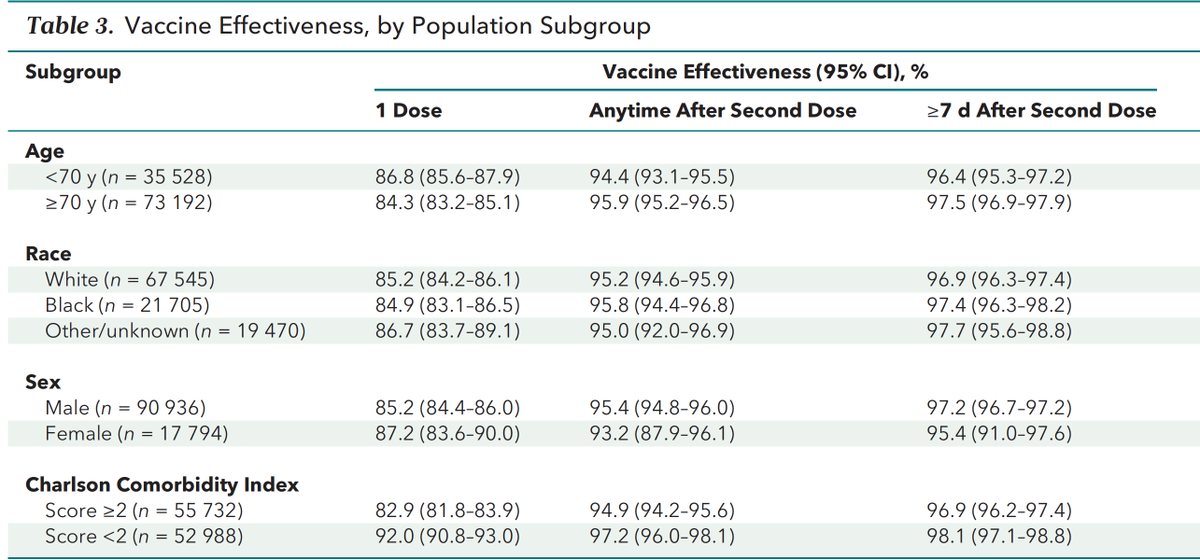 Table 3. Vaccine Effectiveness, by Population Subgroup
Subgroup Vaccine Effectiveness (95% CI), %
1 Dose Anytime After Second Dose ≥7 d After Second Dose
Age
<70 y (n = 35 528) 86.8 (85.6–87.9) 94.4 (93.1–95.5) 96.4 (95.3–97.2)
≥70 y (n = 73 192) 84.3 (83.2–85.1) 95.9 (95.2–96.5) 97.5 (96.9–97.9)
Race
White (n = 67 545) 85.2 (84.2–86.1) 95.2 (94.6–95.9) 96.9 (96.3–97.4)
Black (n = 21 705) 84.9 (83.1–86.5) 95.8 (94.4–96.8) 97.4 (96.3–98.2)
Other/unknown (n = 19 470) 86.7 (83.7–89.1) 95.0 (92.0–96.9) 97.7 (95.6–98.8)
Sex
Male (n = 90 936) 85.2 (84.4–86.0) 95.4 (94.8–96.0) 97.2 (96.7–97.2)
Female (n = 17 794) 87.2 (83.6–90.0) 93.2 (87.9–96.1) 95.4 (91.0–97.6)
Charlson Comorbidity Index
Score ≥2 (n = 55 732) 82.9 (81.8–83.9) 94.9 (94.2–95.6) 96.9 (96.2–97.4)
Score <2 (n = 52 988) 92.0 (90.8–93.0) 97.2 (96.0–98.1) 98.1 (97.1–98.8)